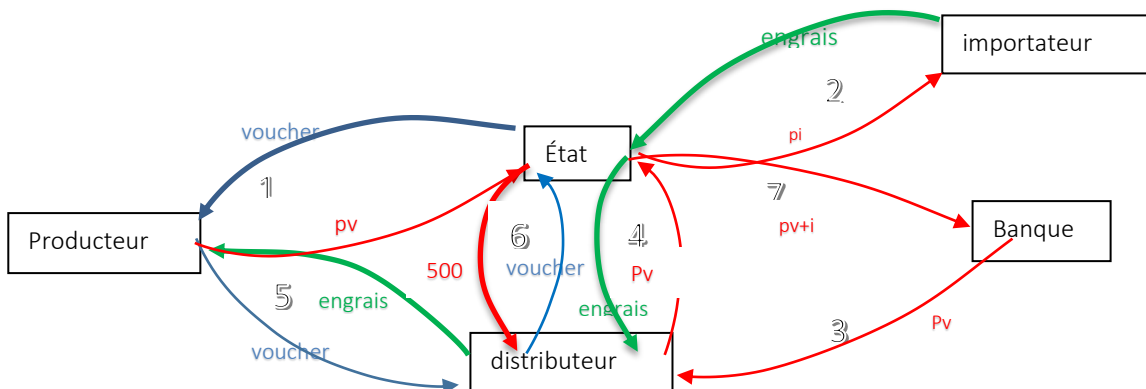 engrais
importateur
2
voucher
pi
État
1
7
Producteur
pv
6
4
pv+i
Banque
500
voucher
Pv
5
engrais
engrais
3
Pv
voucher
distributeur